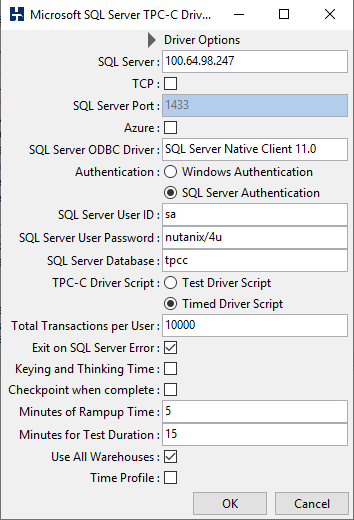 Microsoft SQL Server TPC-C Driv...
Driver Options
SQL Server : 100.64.98.247
TCP :
SQL Server Port : 1433
Azure :
SQL Server ODBC Driver : SQL Server Native Client 11.0
Authentication : Windows Authentication
SQL Server Authentication
SQL Server User ID : sa
SQL Server User Password : nutanix/4u
SQL Server Database : tpcc
TPC-C Driver Script : Test Driver Script
Timed Driver Script
Total Transactions per User : 10000
Exit on SQL Server Error :
Keying and Thinking Time :
Checkpoint when complete :
Minutes of Rampup Time : 5
Minutes for Test Duration : 15
Use All Warehouses :
Time Profile :
OK Cancel